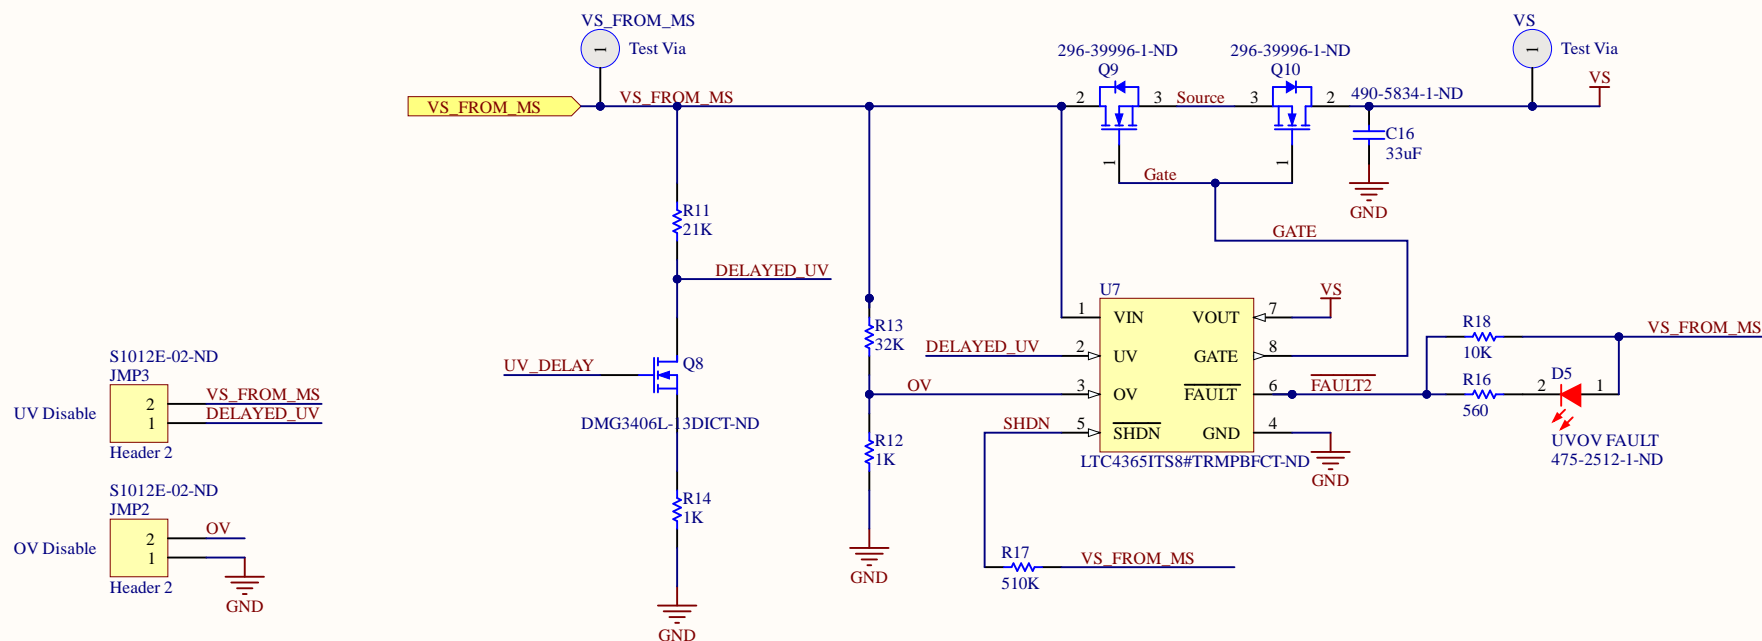 VS_FROM_MS
1
Test Via
VS_FROM_MS
VS_FROM_MS
296-39996-1-ND
Q9
2
3
Source
1
Gate
296-39996-1-ND
Q10
3
2
1
490-5834-1-ND
C16
33uF
GND
VS
1
Test Via
VS
R11
21K
DELAYED_UV
UV_DELAY
Q8
DMG3406L-13DICT-ND
R14
1K
GND
R13
32K
OV
R12
1K
GND
GATE
U7
1
VIN
VOUT
7
VS
DELAYED_UV
2
UV
GATE
8
3
OV
FAULT
6
FAULT2
SHDN
5
SHDN
GND
4
LTC4365ITS8#TRMPBFCT-ND
GND
R17
510K
VS_FROM_MS
R18
10K
VS_FROM_MS
R16
560
D5
2
1
UVOV FAULT
475-2512-1-ND
S1012E-02-ND
JMP3
UV Disable
2
VS_FROM_MS
1
DELAYED_UV
Header 2
S1012E-02-ND
JMP2
OV Disable
2
OV
1
Header 2
GND